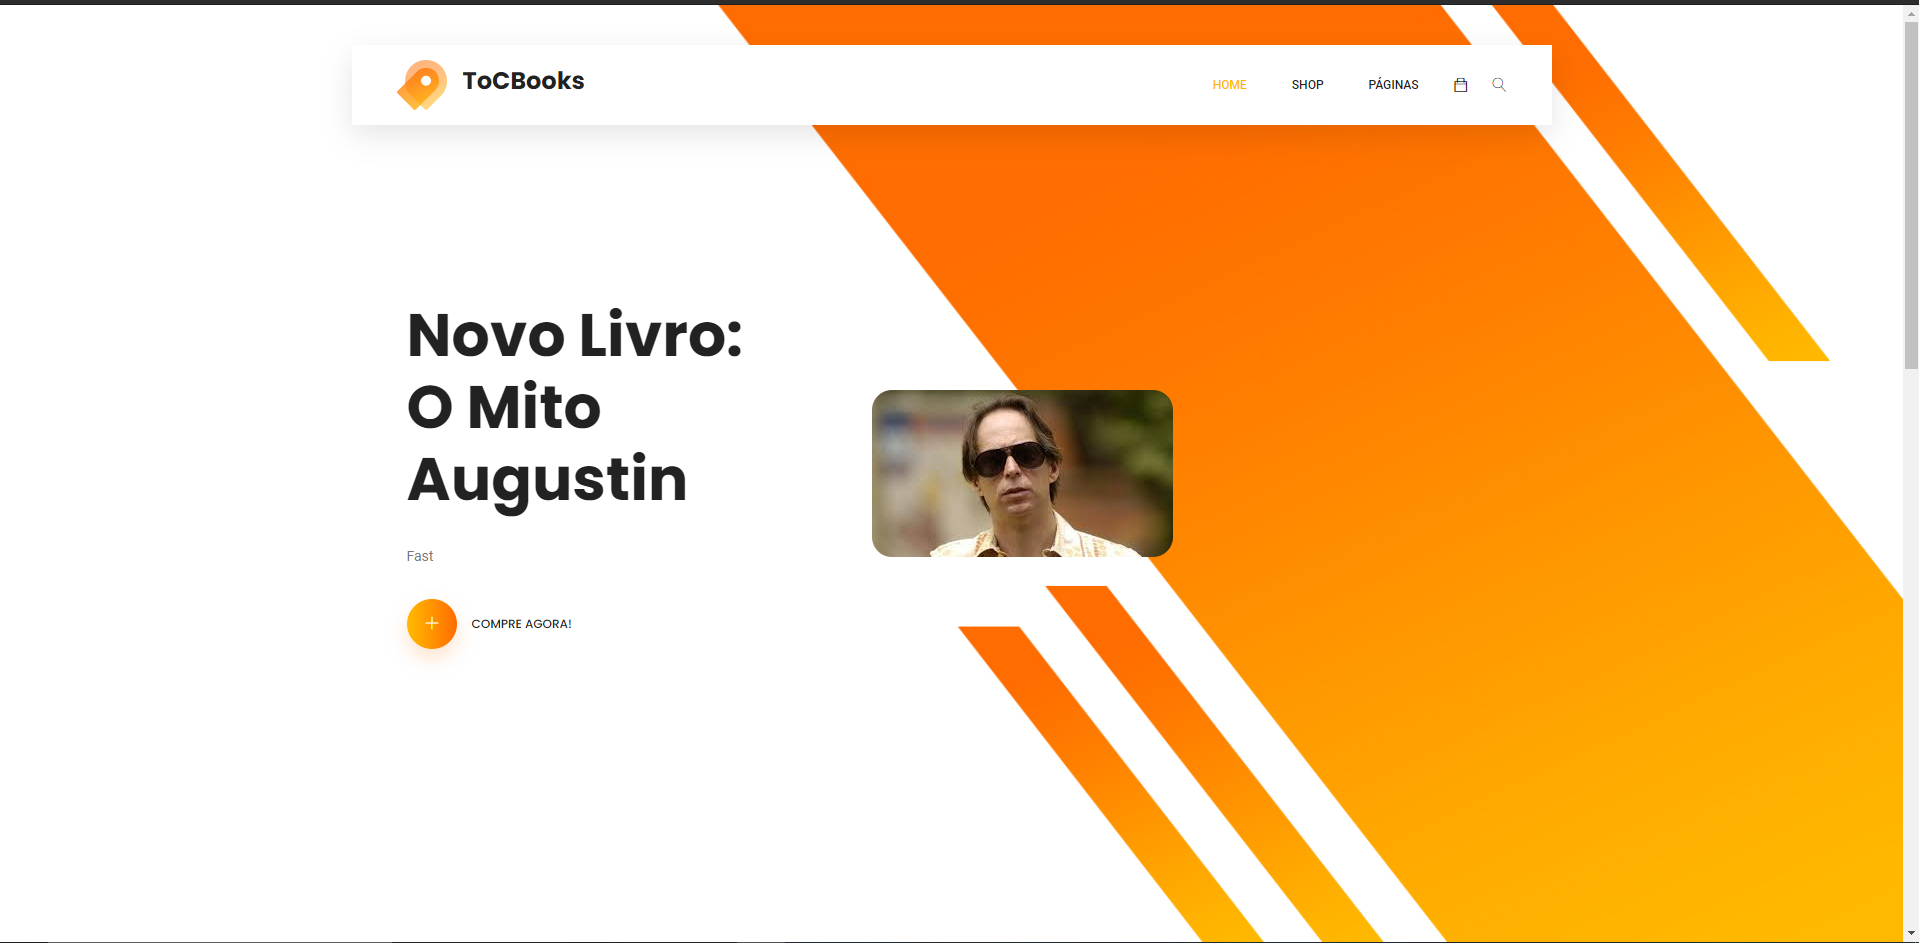 ToCBooks
HOME SHOP PÁGINAS
Novo Livro:
O Mito
Augustin
Fast
COMPRE AGORA!